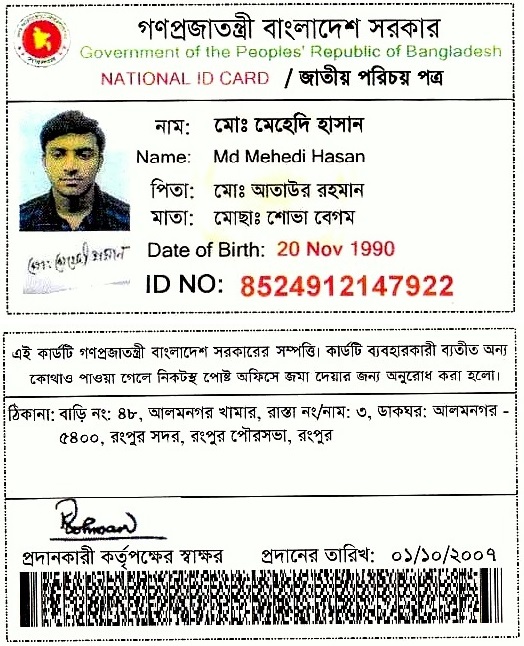 গণপ্রজাতন্ত্রী বাংলাদেশ সরকার
Government of the Peoples' Republic of Bangladesh
NATIONAL ID CARD / জাতীয় পরিচয় পত্র
নাম: মোঃ মেহেদি হাসান
Name: Md Mehedi Hasan
পিতা: মোঃ আতাউর রহমান
মাতা: মোছাঃ শোভা বেগম
Date of Birth: 20 Nov 1990
ID NO: 8524912147922
এই কার্ডটি গণপ্রজাতন্ত্রী বাংলাদেশ সরকারের সম্পত্তি। কার্ডটি ব্যবহারকারী ব্যতীত অন্য
কোথাও পাওয়া গেলে নিকটস্থ পোষ্ট অফিসে জমা দেয়ার জন্য অনুরোধ করা হলো।
ঠিকানা: বাড়ি নং: ৪৮, আলমনগর খামার, রাস্তা নং/নাম: ৩, ডাকঘর: আলমনগর -
৫৪০০, রংপুর সদর, রংপুর পৌরসভা, রংপুর
প্রদানকারী কর্তৃপক্ষের স্বাক্ষর প্রদানের তারিখ: ০১/১০/২০০৭